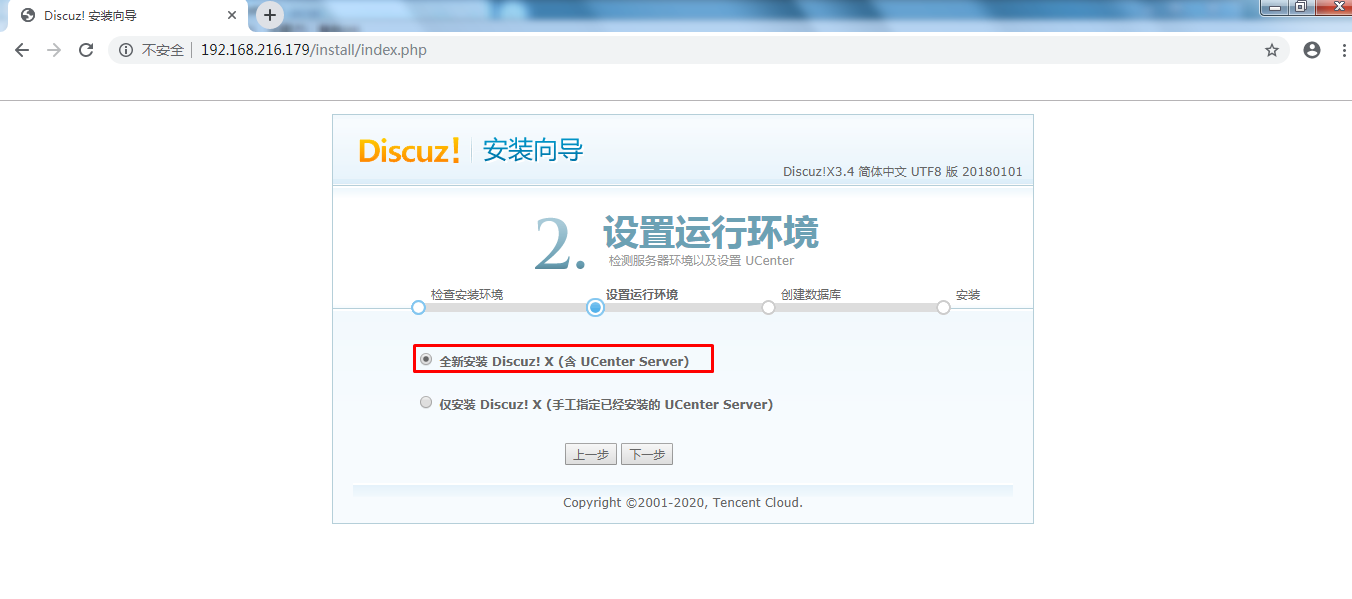 Discuz! 安装向导
不安全 192.168.216.179/install/index.php
Discuz! 安装向导
Discuz!X3.4 简体中文 UTF8 版 20180101
2. 设置运行环境
检测服务器环境以及设置 UCenter
检查安装环境 设置运行环境 创建数据库 安装
全新安装 Discuz! X (含 UCenter Server)
仅安装 Discuz! X (手工指定已经安装的 UCenter Server)
上一步 下一步
Copyright ©2001-2020, Tencent Cloud.